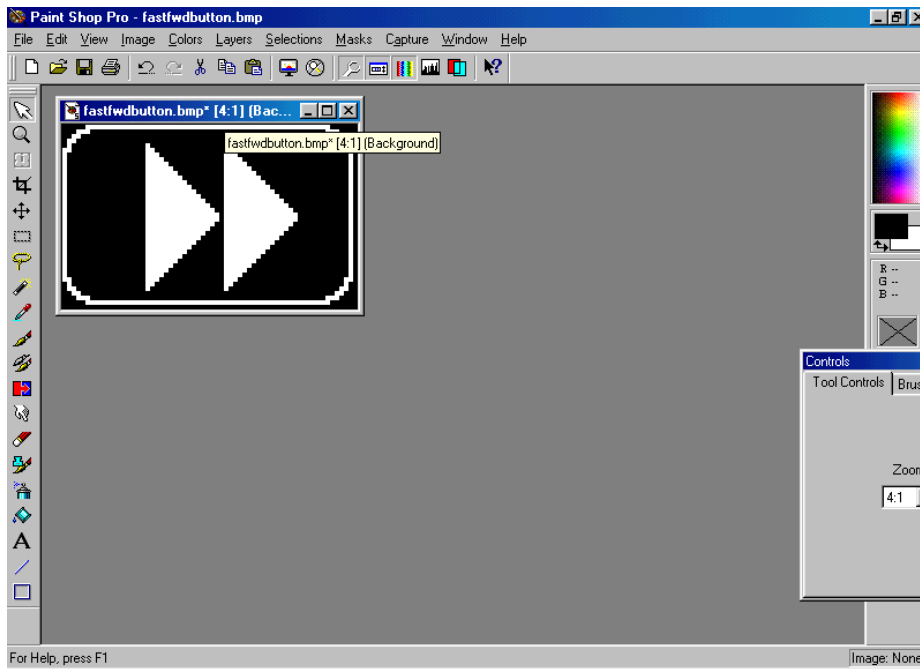 Paint Shop Pro - fastfwdbutton.bmp
File Edit View Image Colors Layers Selections Masks Capture Window Help
fastfwdbutton.bmp* [4:1] (Bac...
fastfwdbutton.bmp* [4:1] (Background)
R --
G --
B --
Controls
Tool Controls Brus
Zoom
4:1
A
For Help, press F1
Image: None